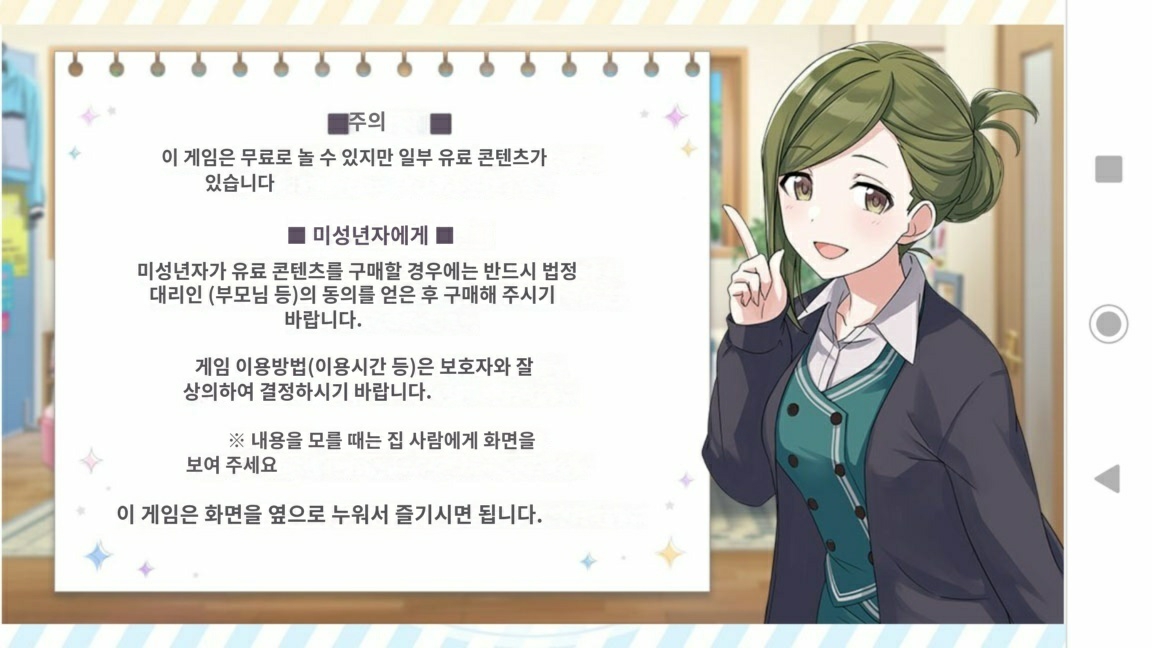 ■주의 ■
이 게임은 무료로 놀 수 있지만 일부 유료 콘텐츠가
있습니다
■ 미성년자에게 ■
미성년자가 유료 콘텐츠를 구매할 경우에는 반드시 법정
대리인 (부모님 등)의 동의를 얻은 후 구매해 주시기
바랍니다.
게임 이용방법(이용시간 등)은 보호자와 잘
상의하여 결정하시기 바랍니다.
※ 내용을 모를 때는 집 사람에게 화면을
보여 주세요
이 게임은 화면을 옆으로 누워서 즐기시면 됩니다.